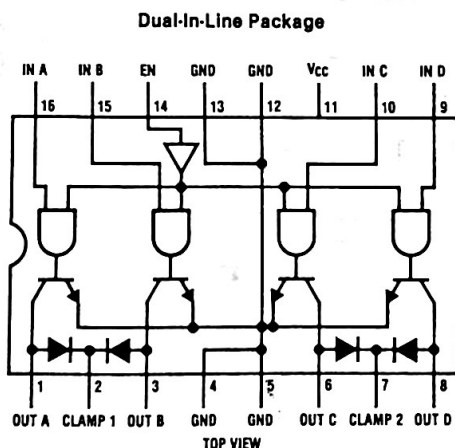 Dual-In-Line Package
IN A IN B EN GND GND VCC IN C IN D
16 15 14 13 12 11 10 9
1 2 3 4 5 6 7 8
OUT A CLAMP 1 OUT B GND GND OUT C CLAMP 2 OUT D
TOP VIEW